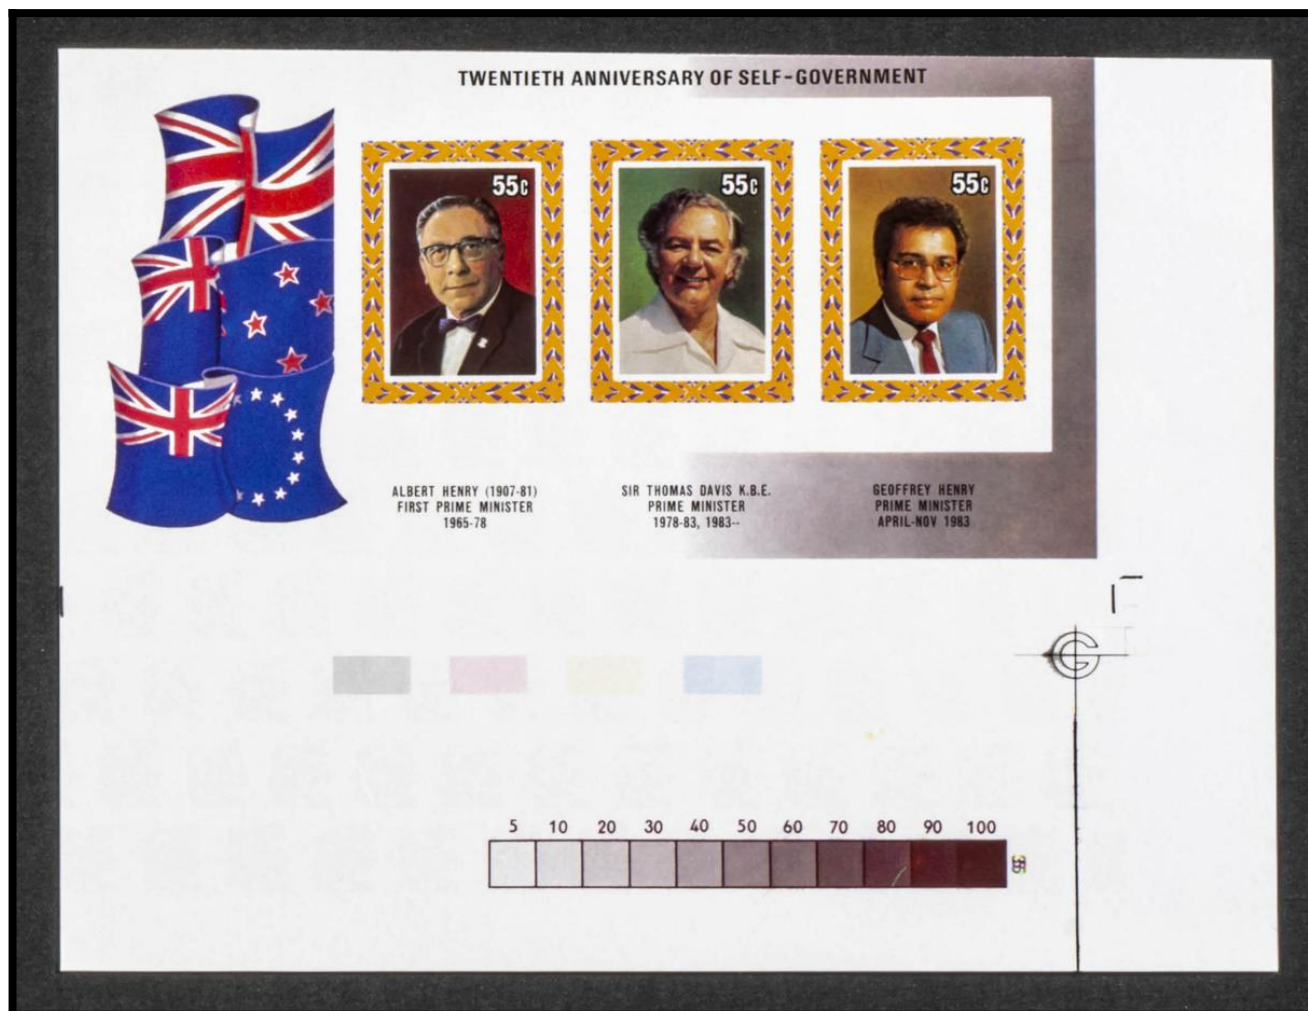 TWENTIETH ANNIVERSARY OF SELF-GOVERNMENT
55c
55c
55c
ALBERT HENRY (1907-81)
FIRST PRIME MINISTER
1965-78
SIR THOMAS DAVIS K.B.E.
PRIME MINISTER
1978-83, 1983--
GEOFFREY HENRY
PRIME MINISTER
APRIL-NOV 1983
5 10 20 30 40 50 60 70 80 90 100